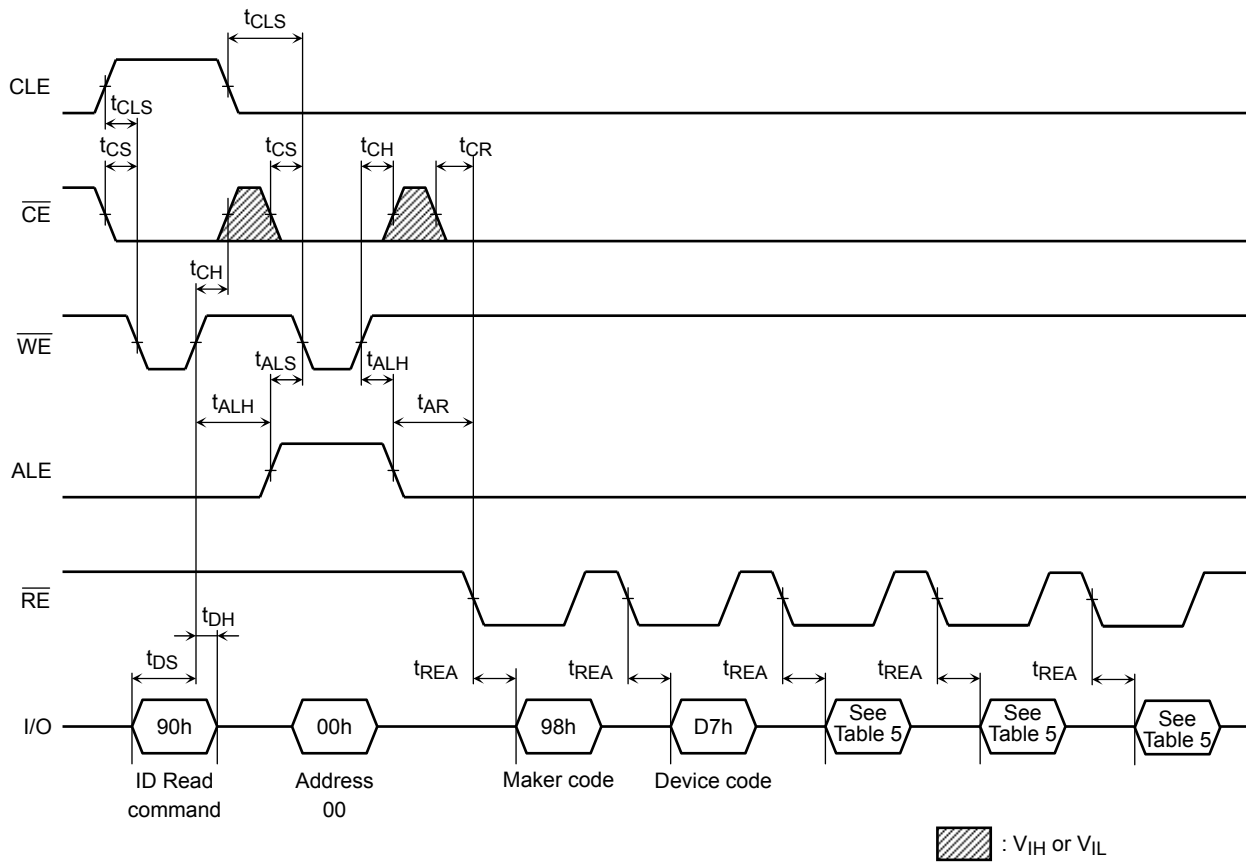 tCLS
CLE
tCLS
tCS
tCS
tCH
tCR
CE
tCH
WE
tALS
tALH
tALH
tAR
ALE
RE
tDH
tDS
tREA
tREA
tREA
tREA
tREA
I/O
90h
00h
98h
D7h
See
Table 5
See
Table 5
See
Table 5
ID Read
command
Address
00
Maker code
Device code
: VIH or VIL